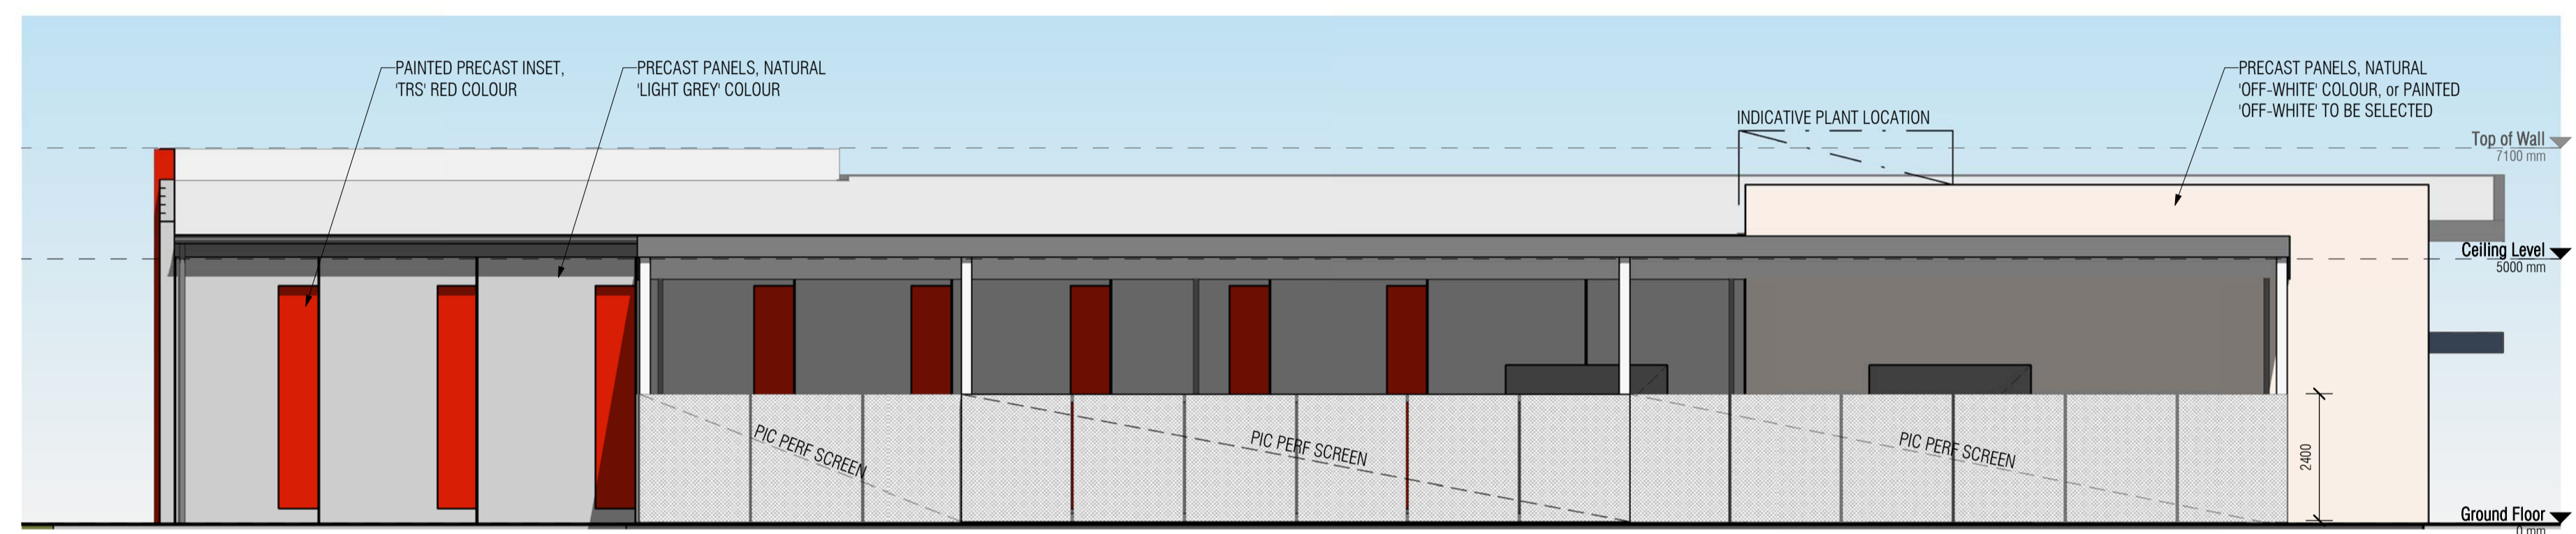 PAINTED PRECAST INSET,
'TRS' RED COLOUR
PRECAST PANELS, NATURAL
'LIGHT GREY' COLOUR
INDICATIVE PLANT LOCATION
PRECAST PANELS, NATURAL
'OFF-WHITE' COLOUR, or PAINTED
'OFF-WHITE' TO BE SELECTED
Top of Wall
7100 mm
Ceiling Level
5000 mm
PIC PERF SCREEN
PIC PERF SCREEN
PIC PERF SCREEN
2400
Ground Floor
0 mm